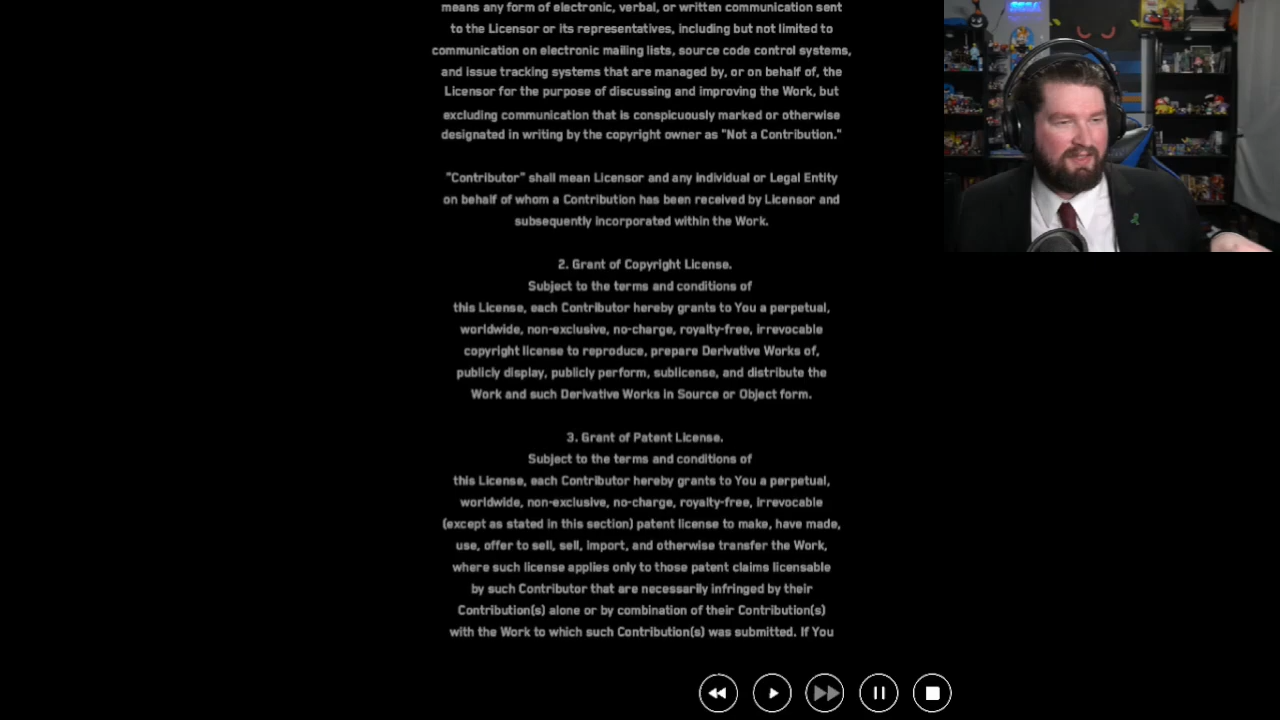 means any form of electronic, verbal, or written communication sent
to the Licensor or its representatives, including but not limited to
communication on electronic mailing lists, source code control systems,
and issue tracking systems that are managed by, or on behalf of, the
Licensor for the purpose of discussing and improving the Work, but
excluding communication that is conspicuously marked or otherwise
designated in writing by the copyright owner as "Not a Contribution."
"Contributor" shall mean Licensor and any individual or Legal Entity
on behalf of whom a Contribution has been received by Licensor and
subsequently incorporated within the Work.
2. Grant of Copyright License.
Subject to the terms and conditions of
this License, each Contributor hereby grants to You a perpetual,
worldwide, non-exclusive, no-charge, royalty-free, irrevocable
copyright license to reproduce, prepare Derivative Works of,
publicly display, publicly perform, sublicense, and distribute the
Work and such Derivative Works in Source or Object form.
3. Grant of Patent License.
Subject to the terms and conditions of
this License, each Contributor hereby grants to You a perpetual,
worldwide, non-exclusive, no-charge, royalty-free, irrevocable
(except as stated in this section) patent license to make, have made,
use, offer to sell, sell, import, and otherwise transfer the Work,
where such license applies only to those patent claims licensable
by such Contributor that are necessarily infringed by their
Contribution(s) alone or by combination of their Contribution(s)
with the Work to which such Contribution(s) was submitted. If You
SEGA